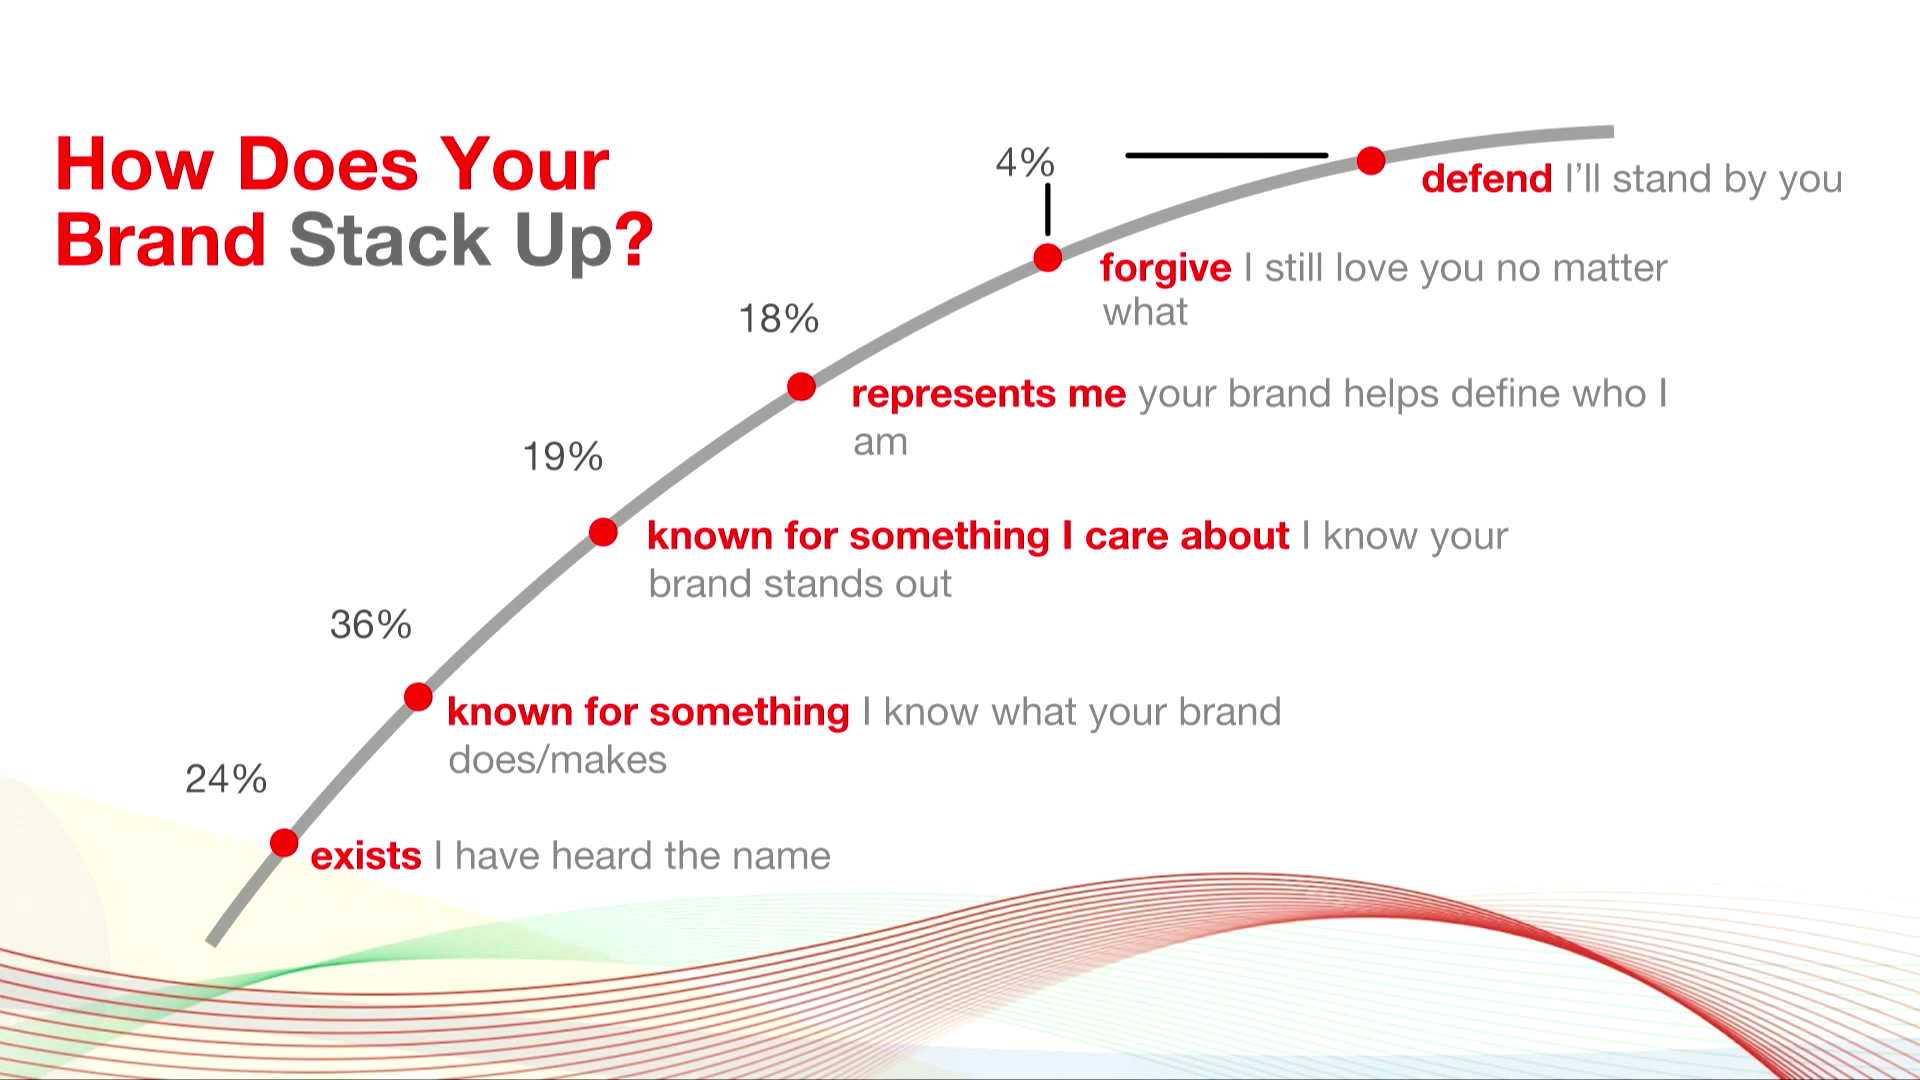 How Does Your
Brand Stack Up?
4%
defend I’ll stand by you
forgive I still love you no matter
what
18%
represents me your brand helps define who I
am
19%
known for something I care about I know your
brand stands out
36%
known for something I know what your brand
does/makes
24%
exists I have heard the name